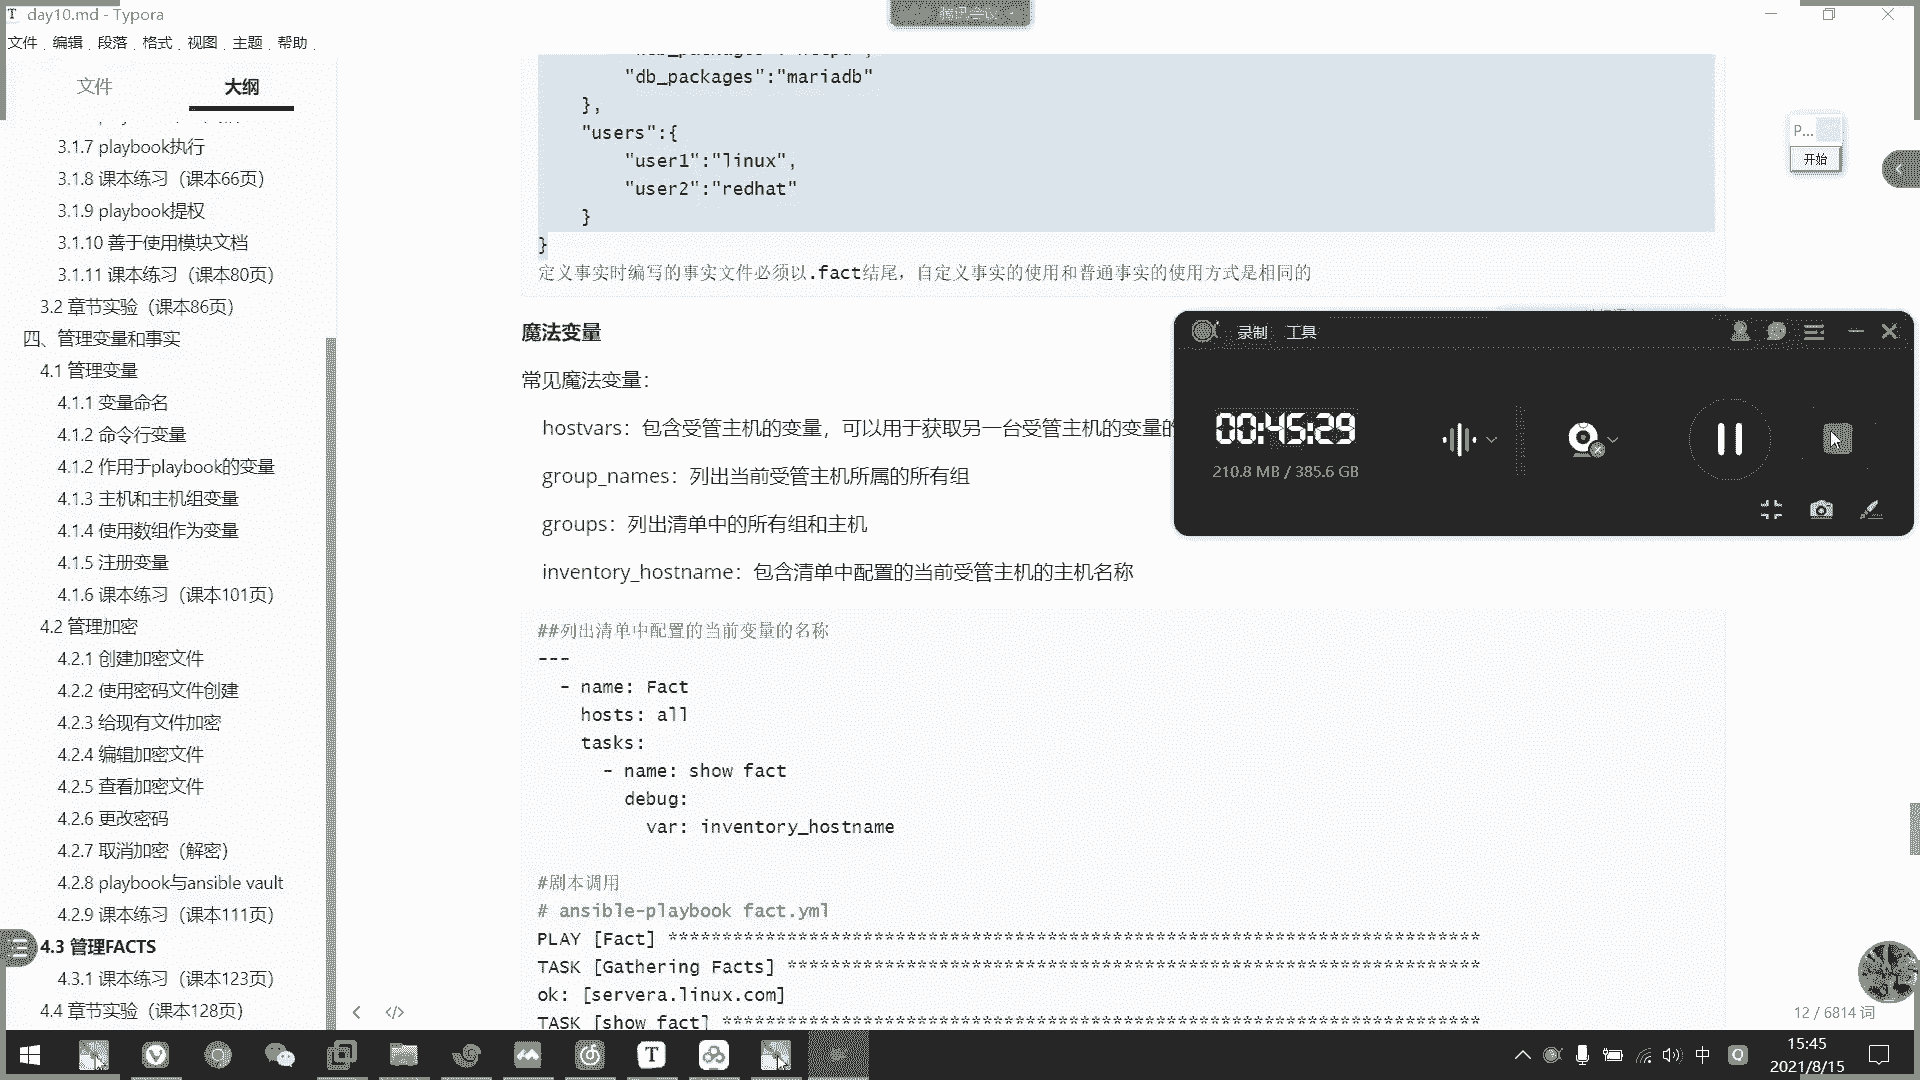 day10.md - Typora
文件 编辑 段落 格式 视图 主题 帮助
文件 大纲
3.1.7 playbook执行
3.1.8 课本练习（课本66页）
3.1.9 playbook提权
3.1.10 善于使用模块文档
3.1.11 课本练习（课本80页）
3.2 章节实验（课本86页）
四、管理变量和事实
4.1 管理变量
4.1.1 变量命名
4.1.2 命令行变量
4.1.2 作用于playbook的变量
4.1.3 主机和主机组变量
4.1.4 使用数组作为变量
4.1.5 注册变量
4.1.6 课本练习（课本101页）
4.2 管理加密
4.2.1 创建加密文件
4.2.2 使用密码文件创建
4.2.3 给现有文件加密
4.2.4 编辑加密文件
4.2.5 查看加密文件
4.2.6 更改密码
4.2.7 取消加密（解密）
4.2.8 playbook与ansible vault
4.2.9 课本练习（课本111页）
4.3 管理FACTS
4.3.1 课本练习（课本123页）
4.4 章节实验（课本128页）
"db_packages":"mariadb"
},
"users":{
"user1":"linux",
"user2":"redhat"
}
}
定义事实时编写的事实文件必须以.fact结尾，自定义事实的使用和普通事实的使用方式是相同的
魔法变量
常见魔法变量：
hostvars：包含受管主机的变量，可以用于获取另一台受管主机的变量的
group_names：列出当前受管主机所属的所有组
groups：列出清单中的所有组和主机
inventory_hostname：包含清单中配置的当前受管主机的主机名称
##列出清单中配置的当前变量的名称
---
- name: Fact
hosts: all
tasks:
- name: show fact
debug:
var: inventory_hostname
#剧本调用
# ansible-playbook fact.yml
PLAY [Fact] ***************************************************************************
TASK [Gathering Facts] ****************************************************************
ok: [servera.linux.com]
TASK [show fact] **********************************************************************
P...
开始
录制 工具
00:45:29
210.8 MB / 385.6 GB
12 / 6814 词
中
15:45
2021/8/15